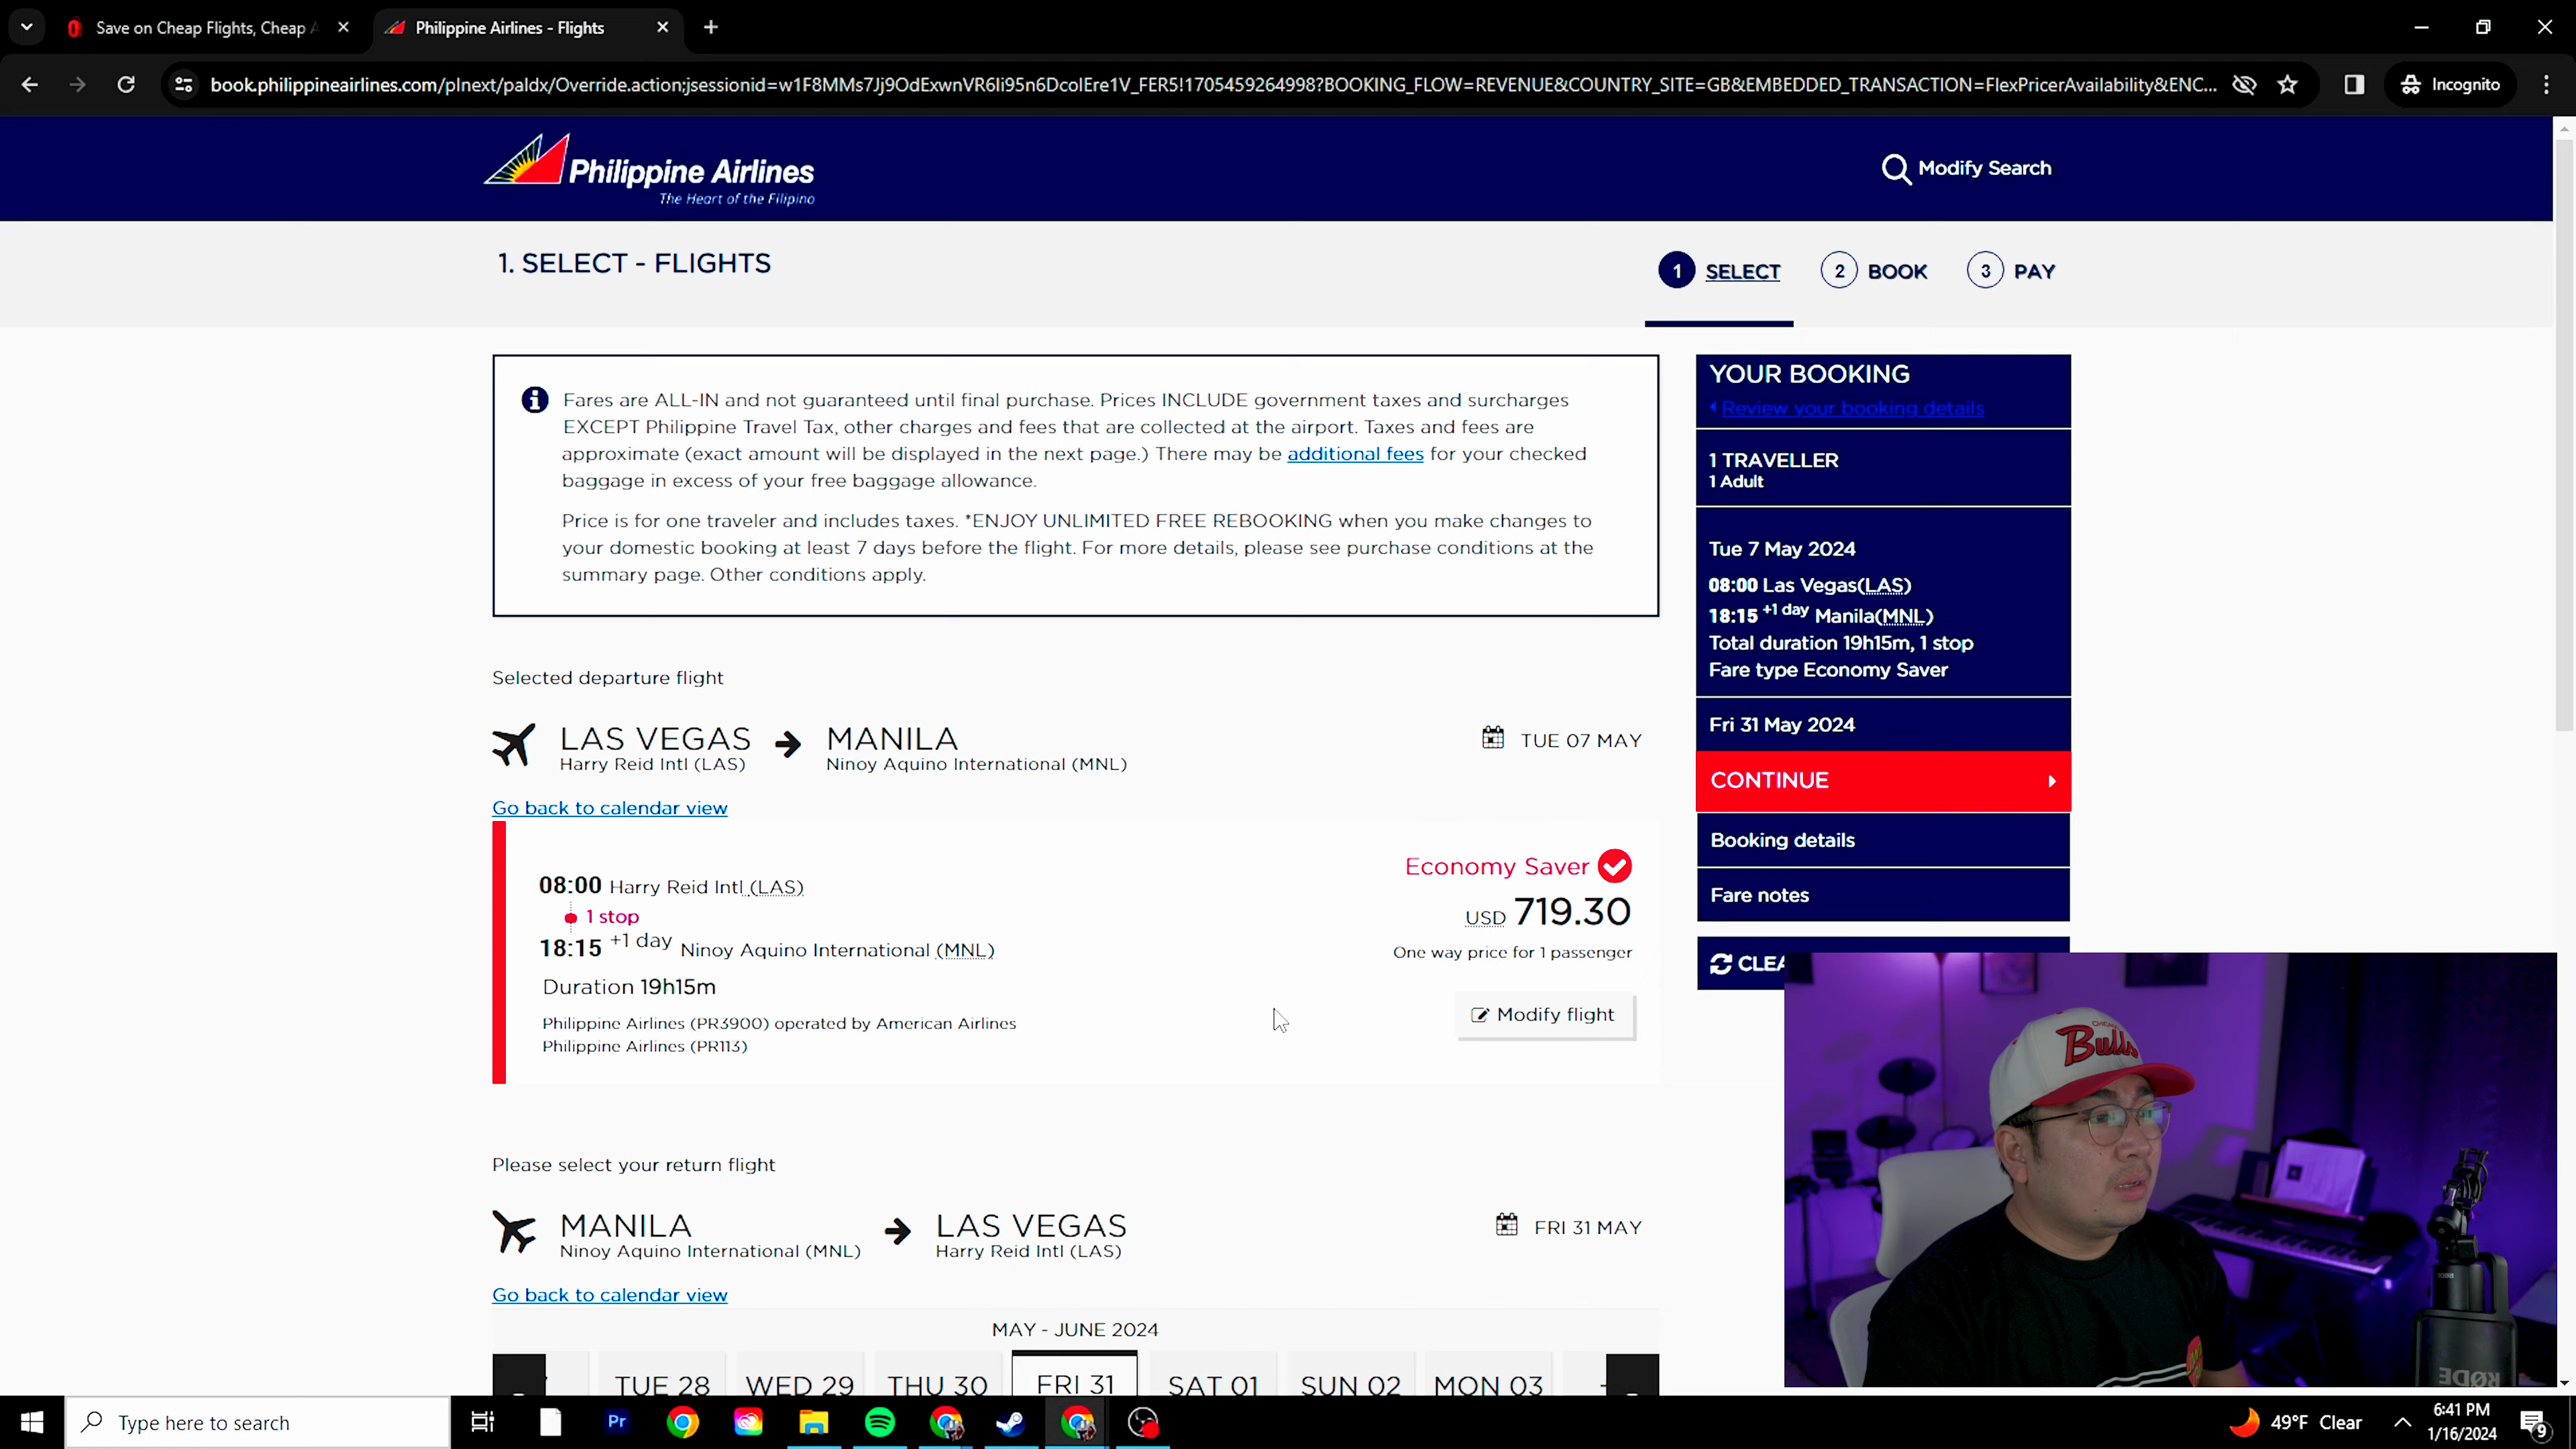 Save on Cheap Flights, Cheap A
Philippine Airlines - Flights
book.philippineairlines.com/plnext/paldx/Override.action;jsessionid=w1F8MMs7Jj9OdExwnVR6Ii95n6DcolEre1V_FER5!1705459264998?BOOKING_FLOW=REVENUE&COUNTRY_SITE=GB&EMBEDDED_TRANSACTION=FlexPricerAvailability&ENC...
Incognito
Philippine Airlines
The Heart of the Filipino
Modify Search
1. SELECT - FLIGHTS
1 SELECT 2 BOOK 3 PAY
Fares are ALL-IN and not guaranteed until final purchase. Prices INCLUDE government taxes and surcharges
EXCEPT Philippine Travel Tax, other charges and fees that are collected at the airport. Taxes and fees are
approximate (exact amount will be displayed in the next page.) There may be additional fees for your checked
baggage in excess of your free baggage allowance.
Price is for one traveler and includes taxes. *ENJOY UNLIMITED FREE REBOOKING when you make changes to
your domestic booking at least 7 days before the flight. For more details, please see purchase conditions at the
summary page. Other conditions apply.
Selected departure flight
LAS VEGAS
Harry Reid Intl (LAS)
MANILA
Ninoy Aquino International (MNL)
TUE 07 MAY
Go back to calendar view
08:00 Harry Reid Intl (LAS)
1 stop
18:15 +1 day Ninoy Aquino International (MNL)
Duration 19h15m
Philippine Airlines (PR3900) operated by American Airlines
Philippine Airlines (PR113)
Economy Saver
USD 719.30
One way price for 1 passenger
Modify flight
Please select your return flight
MANILA
Ninoy Aquino International (MNL)
LAS VEGAS
Harry Reid Intl (LAS)
FRI 31 MAY
Go back to calendar view
MAY - JUNE 2024
TUE 28 WED 29 THU 30 FRI 31 SAT 01 SUN 02 MON 03
YOUR BOOKING
Review your booking details
1 TRAVELLER
1 Adult
Tue 7 May 2024
08:00 Las Vegas(LAS)
18:15 +1 day Manila(MNL)
Total duration 19h15m, 1 stop
Fare type Economy Saver
Fri 31 May 2024
CONTINUE
Booking details
Fare notes
CLEA
CHICAGO
Bulls
RØDE
Type here to search
Pr
49°F Clear
6:41 PM
1/16/2024
9